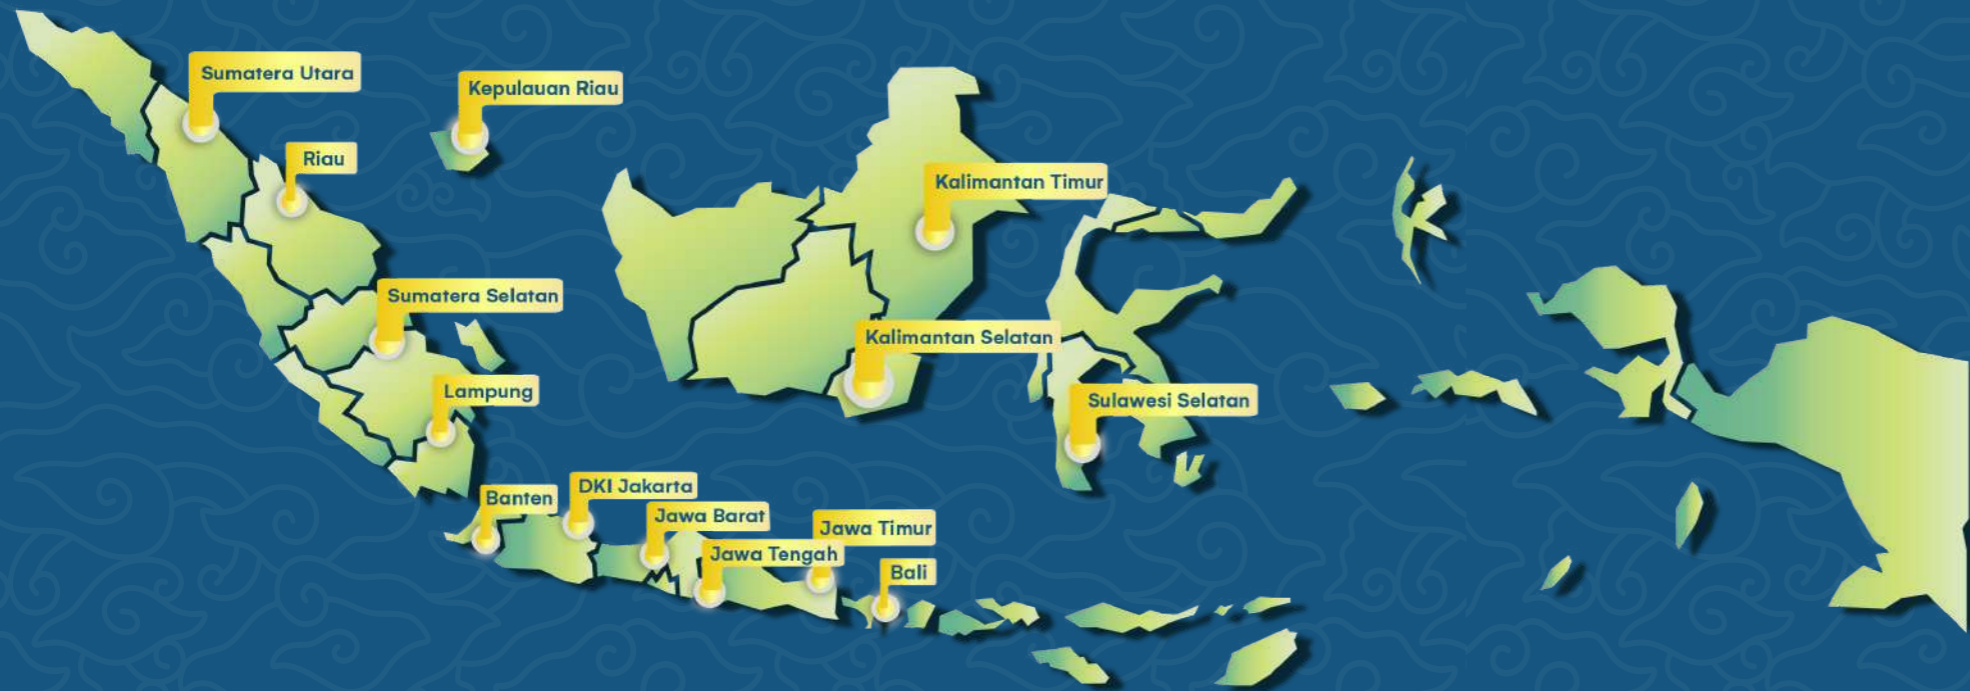 Sumatera Utara
Kepulauan Riau
Riau
Kalimantan Timur
Sumatera Selatan
Kalimantan Selatan
Lampung
Sulawesi Selatan
Banten
DKI Jakarta
Jawa Barat
Jawa Timur
Jawa Tengah
Bali